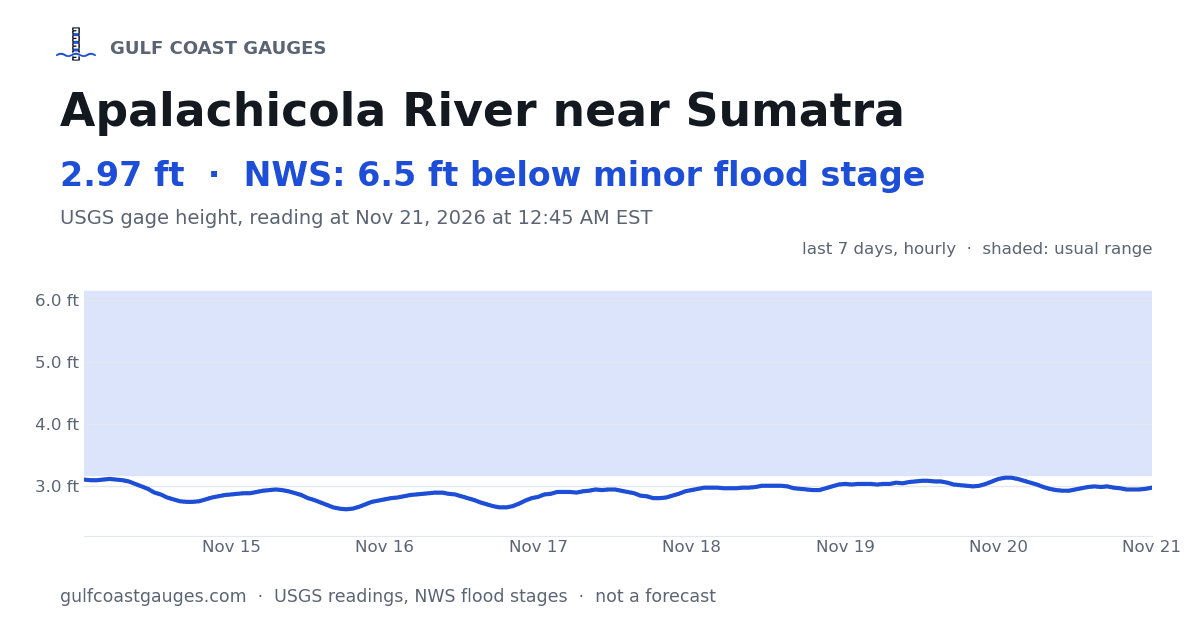 GULF COAST GAUGES
Apalachicola River near Sumatra
2.97 ft · NWS: 6.5 ft below minor flood stage
USGS gage height, reading at Nov 21, 2026 at 12:45 AM EST
last 7 days, hourly · shaded: usual range
6.0 ft
5.0 ft
4.0 ft
3.0 ft
Nov 15 Nov 16 Nov 17 Nov 18 Nov 19 Nov 20 Nov 21
gulfcoastgauges.com · USGS readings, NWS flood stages · not a forecast